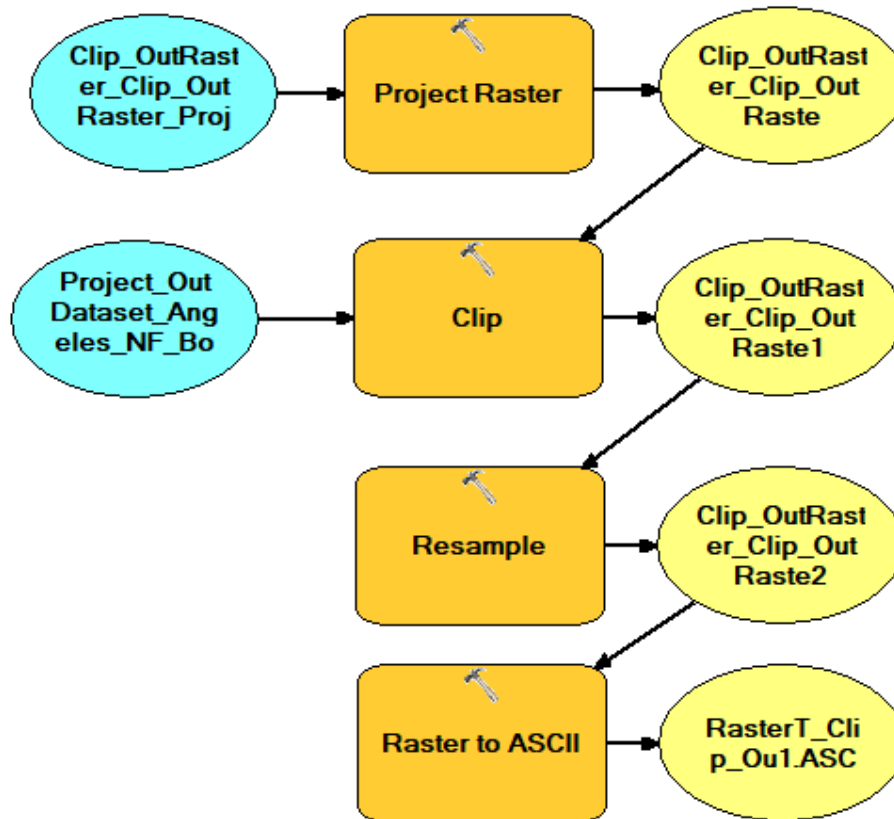 Clip_OutRast
er_Clip_Out
Raster_Proj
Project Raster
Clip_OutRast
er_Clip_Out
Raste
Project_Out
Dataset_Ang
eles_NF_Bo
Clip
Clip_OutRast
er_Clip_Out
Raste1
Resample
Clip_OutRast
er_Clip_Out
Raste2
Raster to ASCII
RasterT_Cli
p_Ou1.ASC